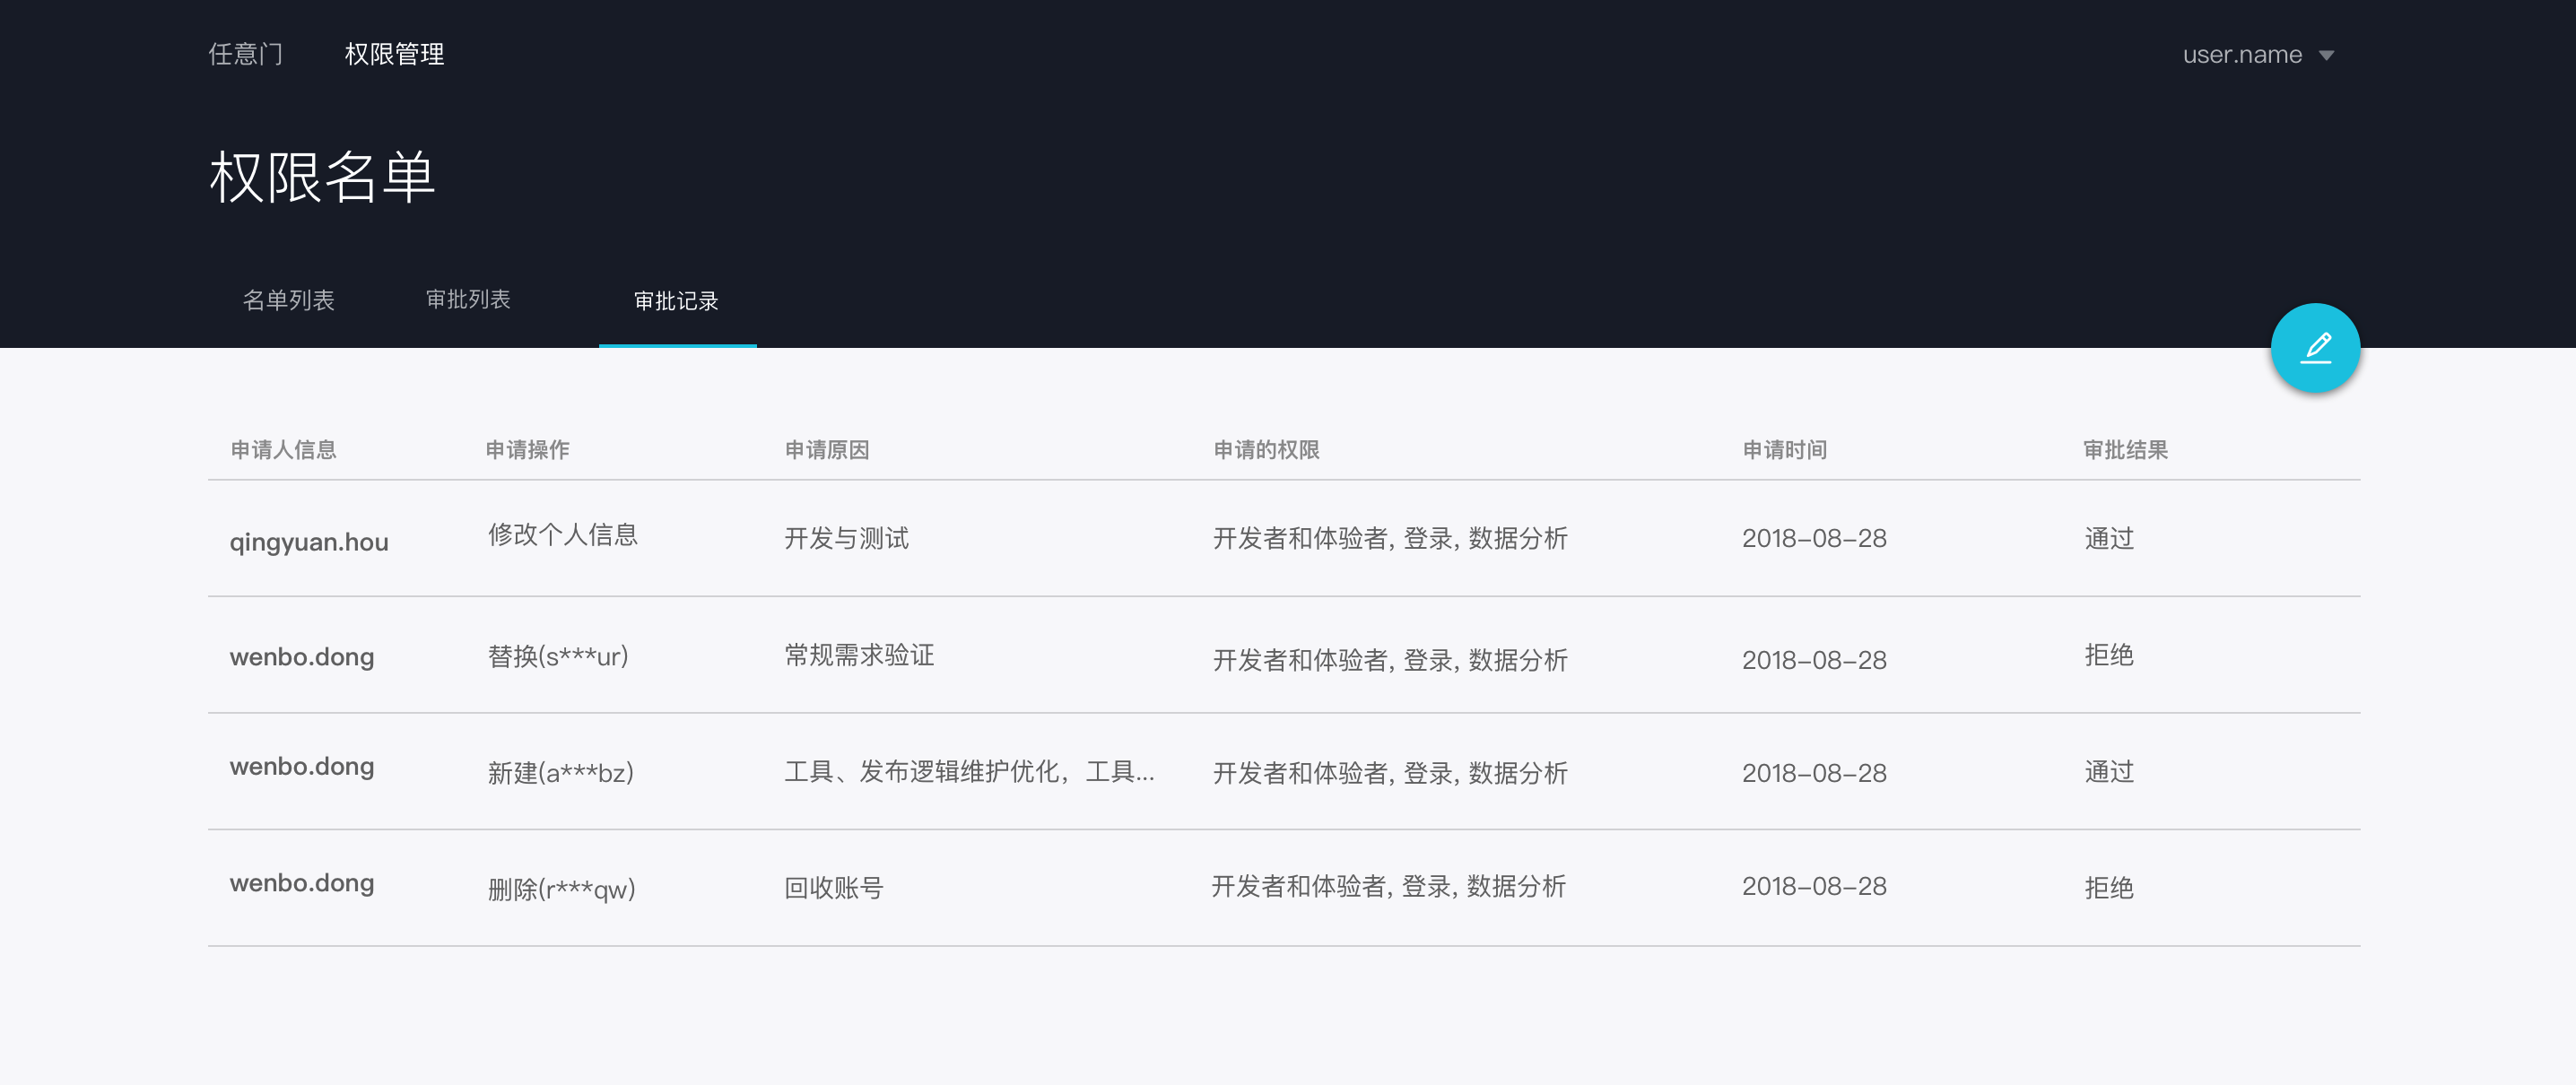 任意门 权限管理 user.name
权限名单
名单列表 审批列表 审批记录
申请人信息 申请操作 申请原因 申请的权限 申请时间 审批结果
qingyuan.hou 修改个人信息 开发与测试 开发者和体验者, 登录, 数据分析 2018-08-28 通过
wenbo.dong 替换(s***ur) 常规需求验证 开发者和体验者, 登录, 数据分析 2018-08-28 拒绝
wenbo.dong 新建(a***bz) 工具、发布逻辑维护优化，工具... 开发者和体验者, 登录, 数据分析 2018-08-28 通过
wenbo.dong 删除(r***qw) 回收账号 开发者和体验者, 登录, 数据分析 2018-08-28 拒绝